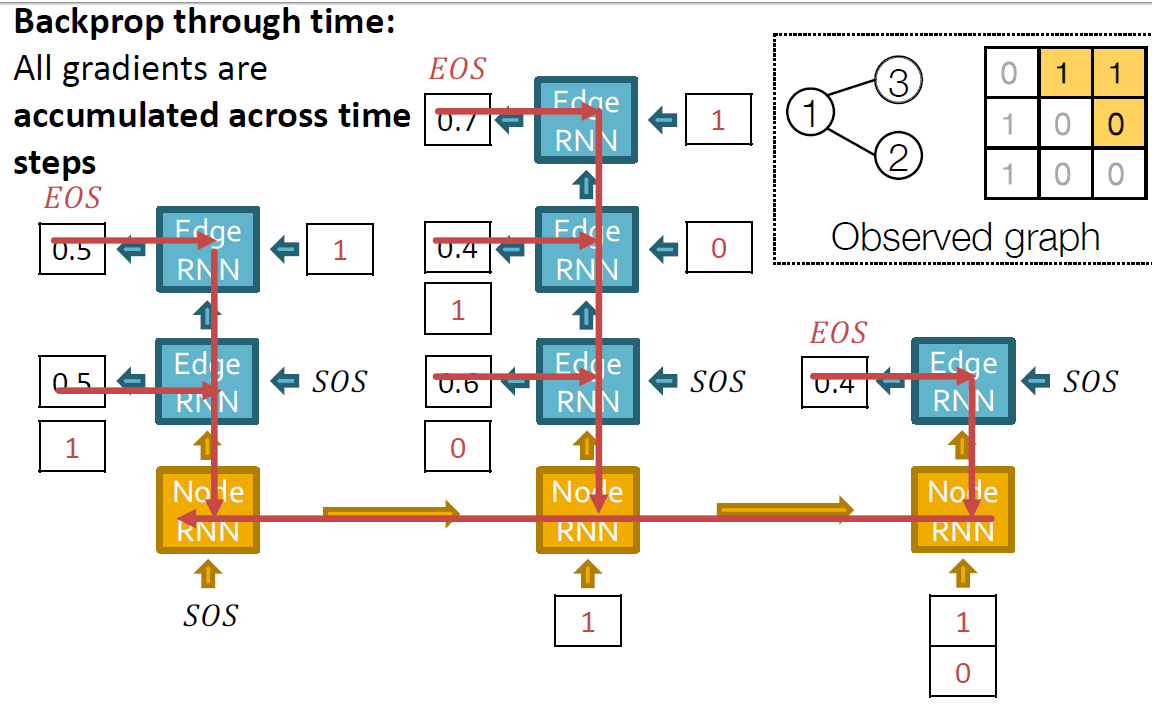 Backprop through time:
All gradients are
accumulated across time
steps
EOS
0.5
Edge
RNN
1
0.5
Edge
RNN
SOS
1
Node
RNN
SOS
EOS
0.7
Edge
RNN
1
0.4
Edge
RNN
0
1
0.6
Edge
RNN
SOS
0
Node
RNN
1
EOS
0.4
Edge
RNN
SOS
Node
RNN
1
0
1
3
2
0 1 1
1 0 0
1 0 0
Observed graph